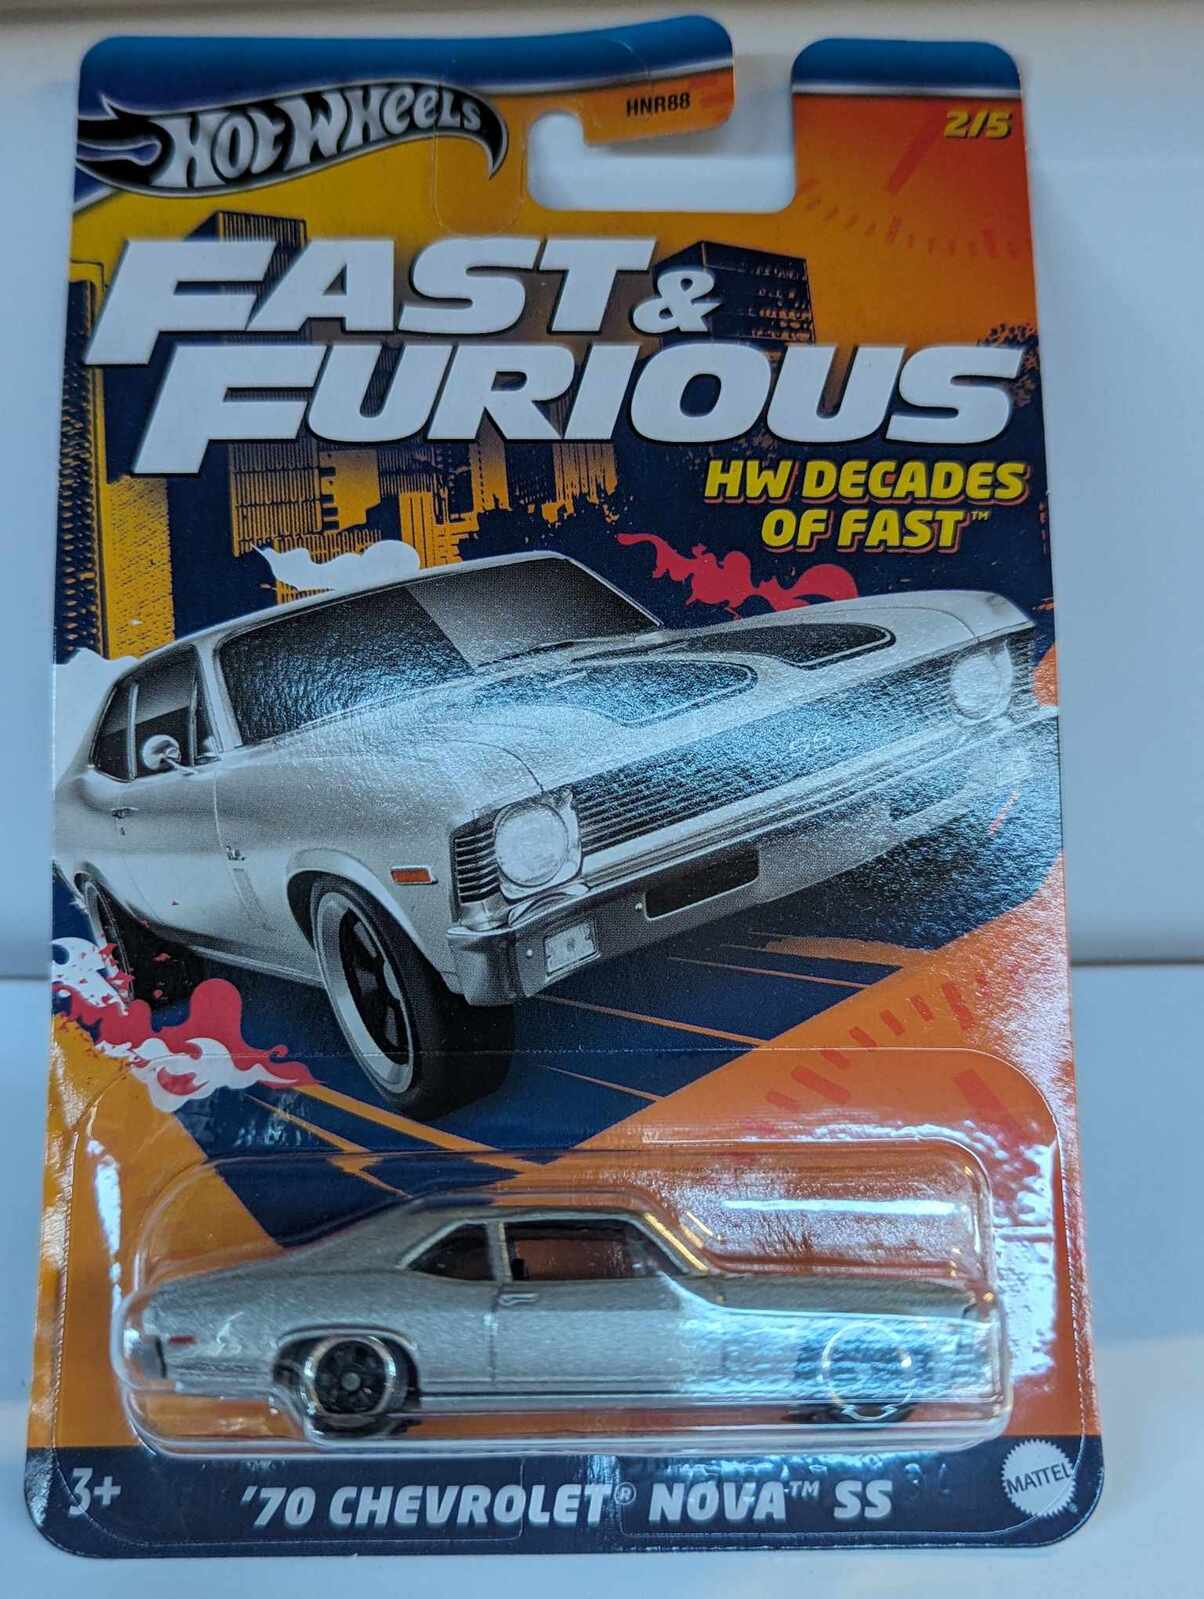 HOT WHEELS
HNR88
2/5
FAST &
FURIOUS
HW DECADES
OF FAST™
SS
3+
'70 CHEVROLET® NOVA™ SS
MATTEL